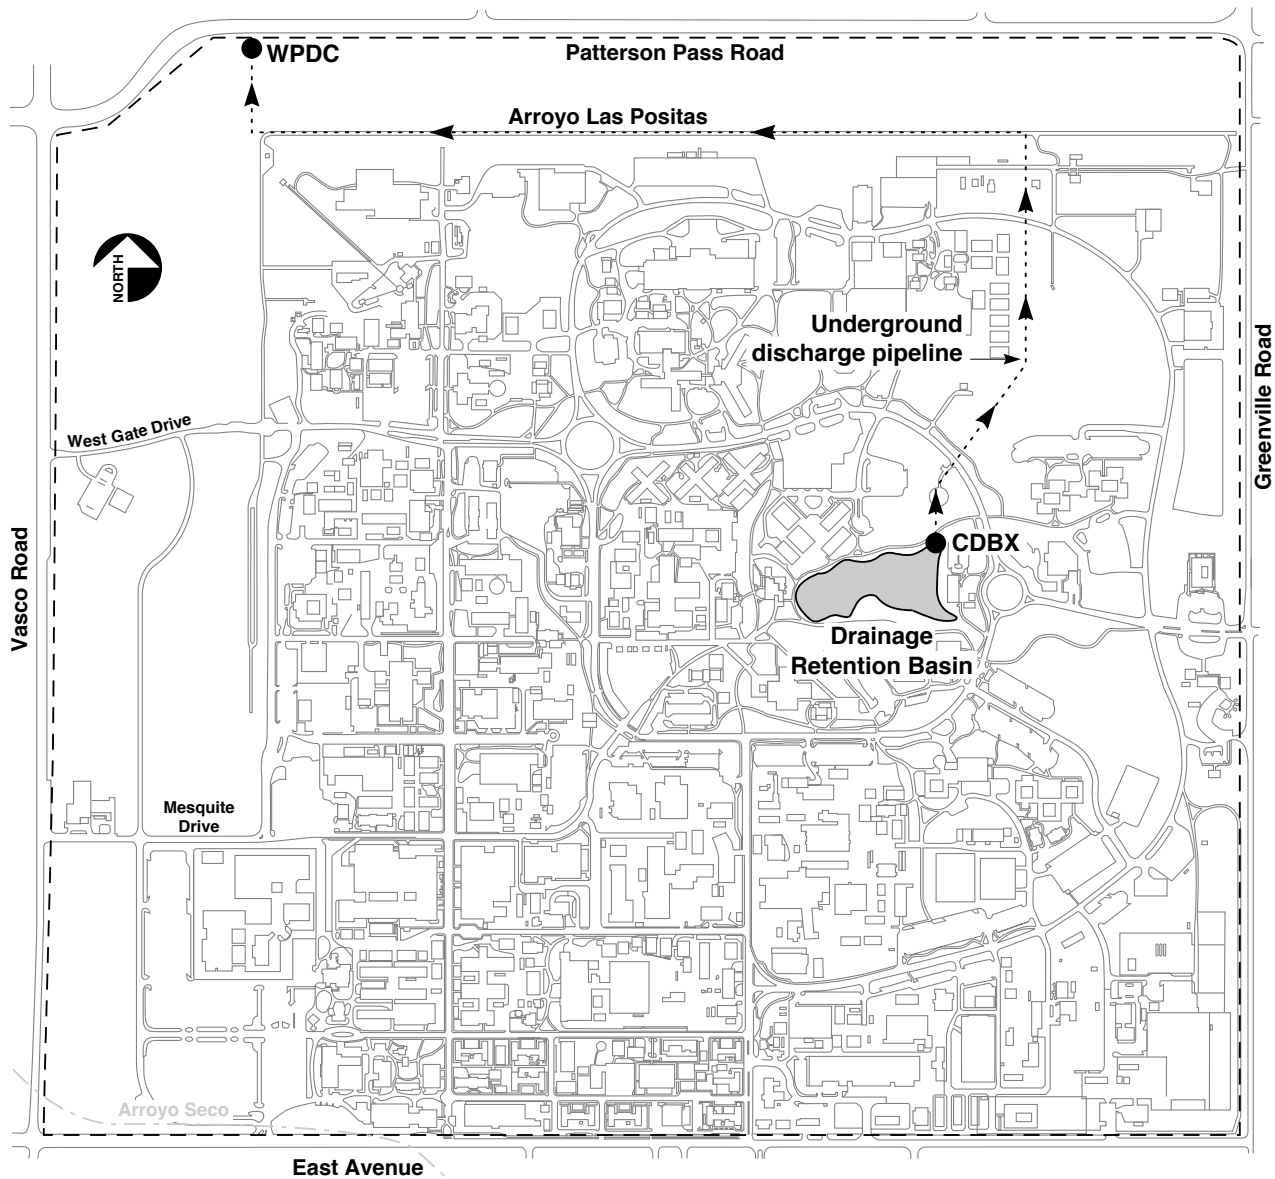 WPDC
Patterson Pass Road
Arroyo Las Positas
NORTH
Underground
discharge pipeline
Greenville Road
West Gate Drive
CDBX
Vasco Road
Drainage
Retention Basin
Mesquite
Drive
Arroyo Seco
East Avenue